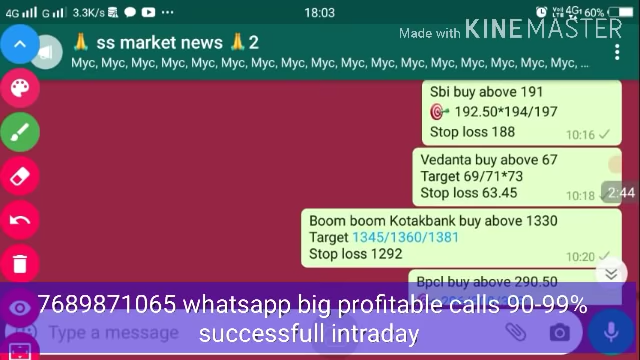 4G G 3.3K/s
18:03
4G 60%
Made with KINEMASTER
🙏 ss market news 🙏2
Myc, Myc, Myc, Myc, Myc, Myc, Myc, Myc, Myc, Myc, Myc, Myc, Myc, Myc, Myc, Myc, Myc, ...
Sbi buy above 191
🎯 192.50*194/197
Stop loss 188
10:16
Vedanta buy above 67
Target 69/71*73
Stop loss 63.45
10:18
2:44
Boom boom Kotakbank buy above 1330
Target 1345/1360/1381
Stop loss 1292
10:20
Bpcl buy above 290.50
7689871065 whatsapp big profitable calls 90-99%
successfull intraday
Type a message